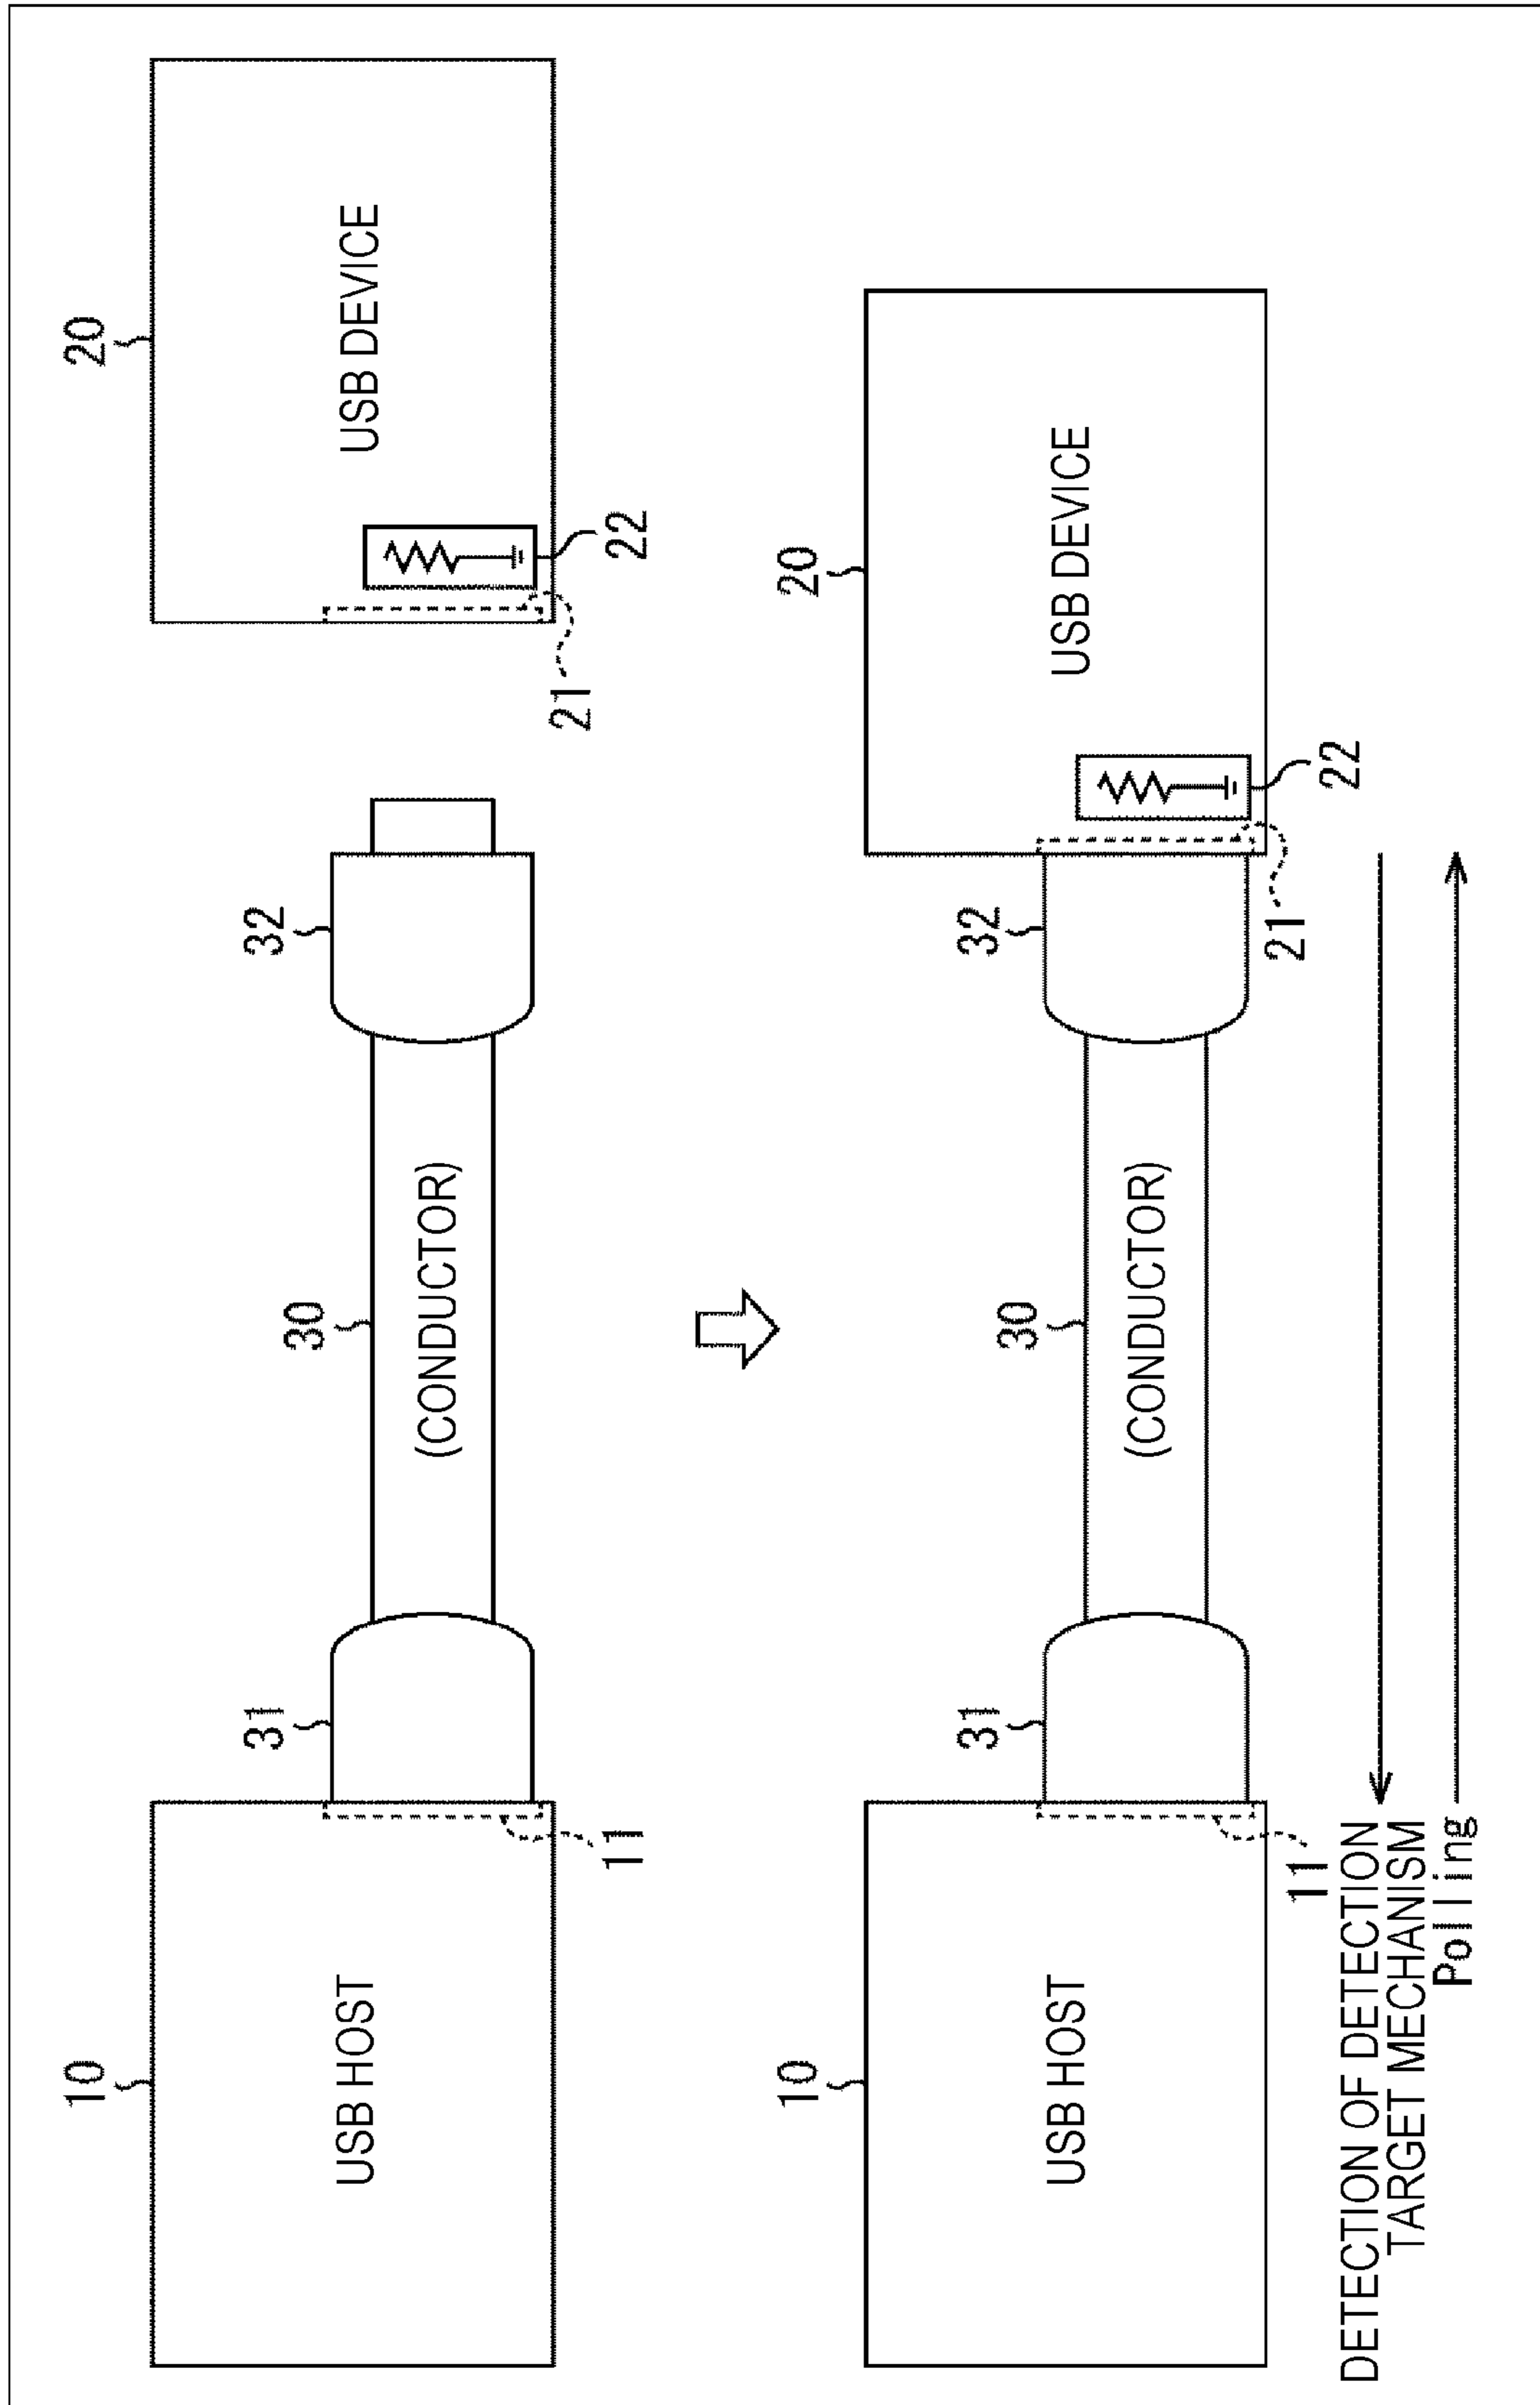 10
USB HOST
11
31
30
(CONDUCTOR)
32
20
USB DEVICE
21
22
10
USB HOST
11
31
30
(CONDUCTOR)
32
20
USB DEVICE
21
22
DETECTION OF DETECTION
TARGET MECHANISM
Polling